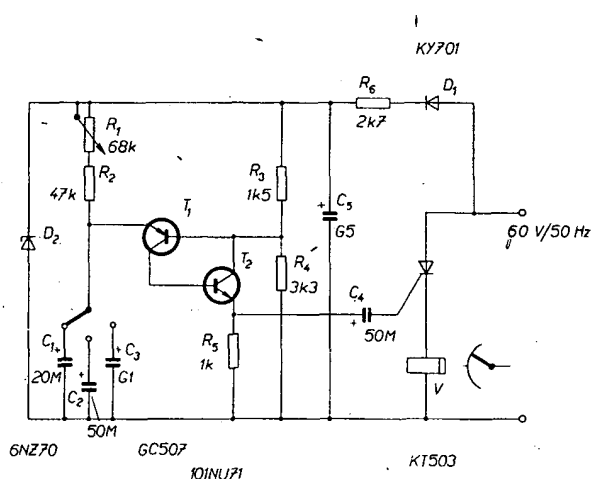 KY701
R6
D1
2k7
R1
68k
R2
47k
R3
1k5
C5
G5
T1
D2
T2
R4
3k3
60 V/50 Hz
C4
50M
C1
20M
C3
G1
C2
50M
R5
1k
V
6NZ70
GC507
101NU71
KT503